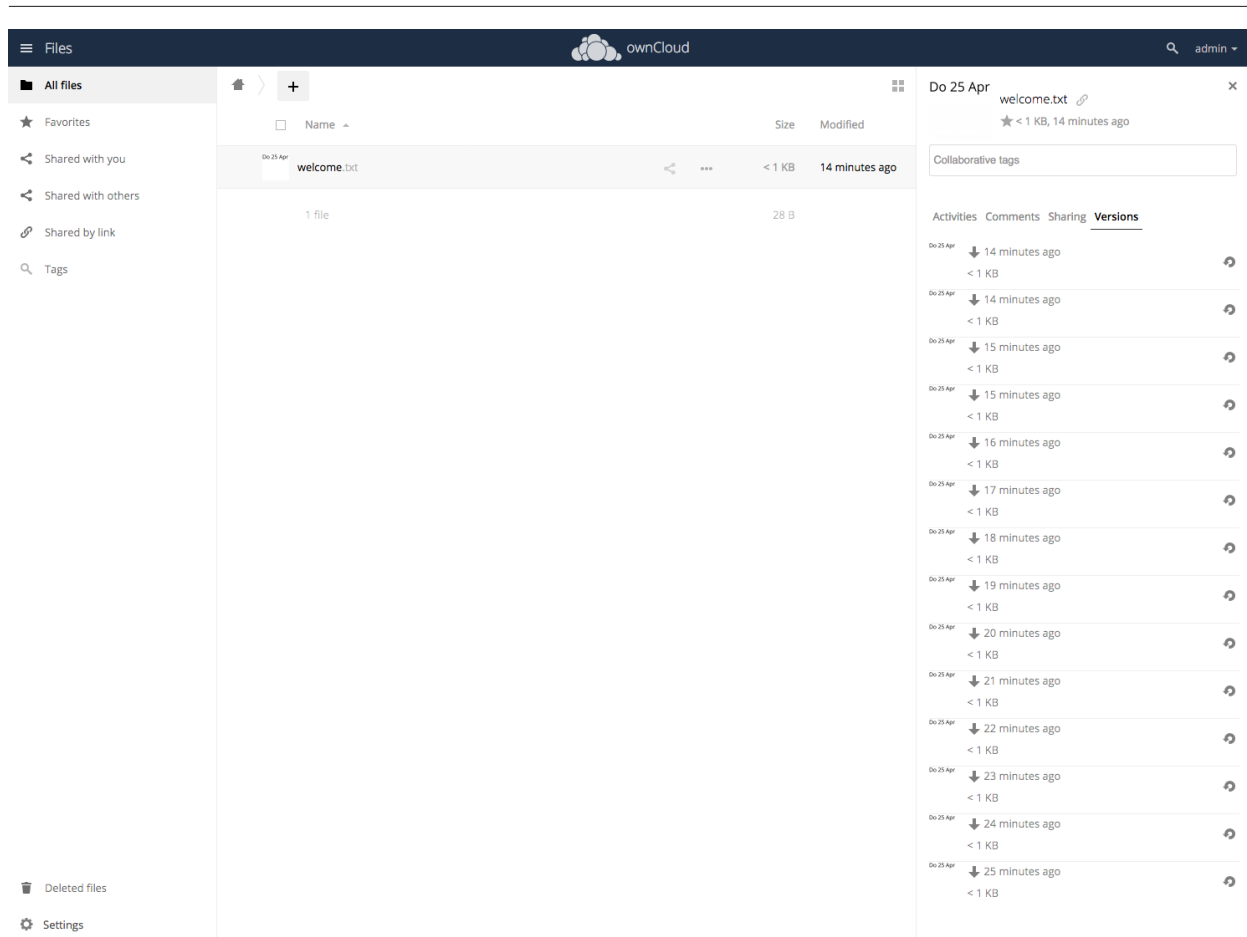 Files
ownCloud
admin
All files
Favorites
Shared with you
Shared with others
Shared by link
Tags
Deleted files
Settings
+
Name
Size
Modified
Do 25 Apr
welcome.txt
< 1 KB
14 minutes ago
1 file
28 B
Do 25 Apr
welcome.txt
< 1 KB, 14 minutes ago
Collaborative tags
Activities Comments Sharing Versions
Do 25 Apr
14 minutes ago
< 1 KB
Do 25 Apr
14 minutes ago
< 1 KB
Do 25 Apr
15 minutes ago
< 1 KB
Do 25 Apr
15 minutes ago
< 1 KB
Do 25 Apr
16 minutes ago
< 1 KB
Do 25 Apr
17 minutes ago
< 1 KB
Do 25 Apr
18 minutes ago
< 1 KB
Do 25 Apr
19 minutes ago
< 1 KB
Do 25 Apr
20 minutes ago
< 1 KB
Do 25 Apr
21 minutes ago
< 1 KB
Do 25 Apr
22 minutes ago
< 1 KB
Do 25 Apr
23 minutes ago
< 1 KB
Do 25 Apr
24 minutes ago
< 1 KB
Do 25 Apr
25 minutes ago
< 1 KB